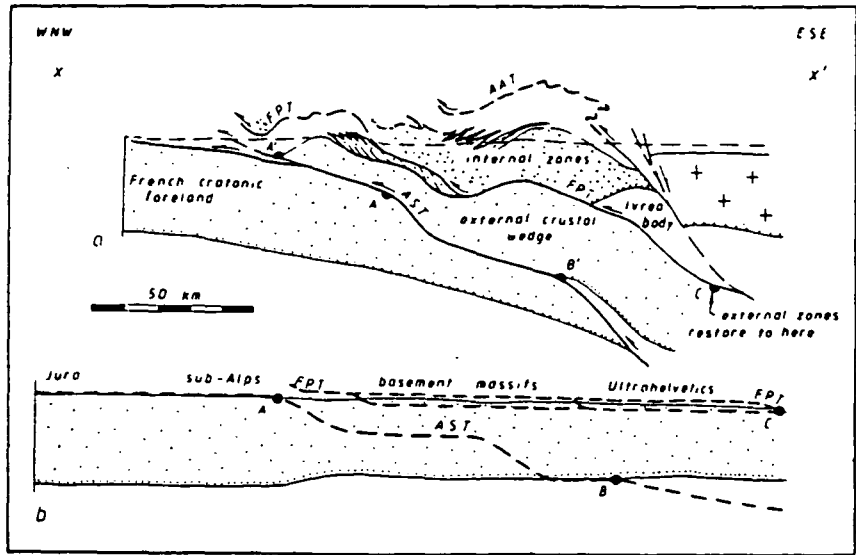 WNW
ESE
X
X'
FPT
AAT
A'
internal zones
French cratonic
foreland
AST
A
FPT
ivrea
body
external crustal
wedge
B'
C
a
50 km
external zones
restore to here
Jura
sub-Alps
FPT
basement massifs
Ultrahelvetics
FPT
A
C
AST
B
b